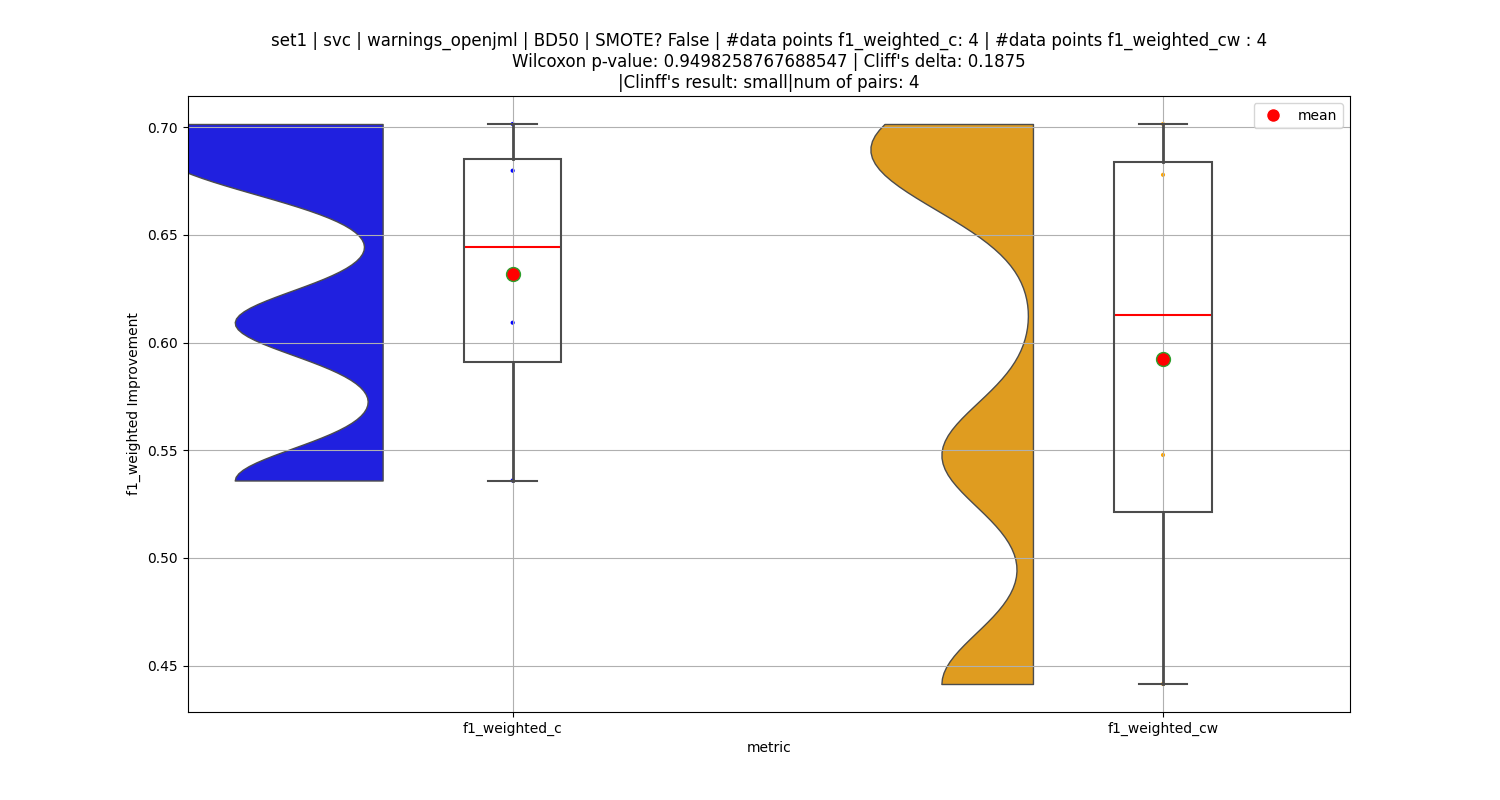 set1 | svc | warnings_openjml | BD50 | SMOTE? False | #data points f1_weighted_c: 4 | #data points f1_weighted_cw : 4
Wilcoxon p-value: 0.9498258767688547 | Cliff's delta: 0.1875
|Clinff's result: small|num of pairs: 4
mean
0.70
0.65
0.60
0.55
0.50
0.45
f1_weighted Improvement
f1_weighted_c
f1_weighted_cw
metric